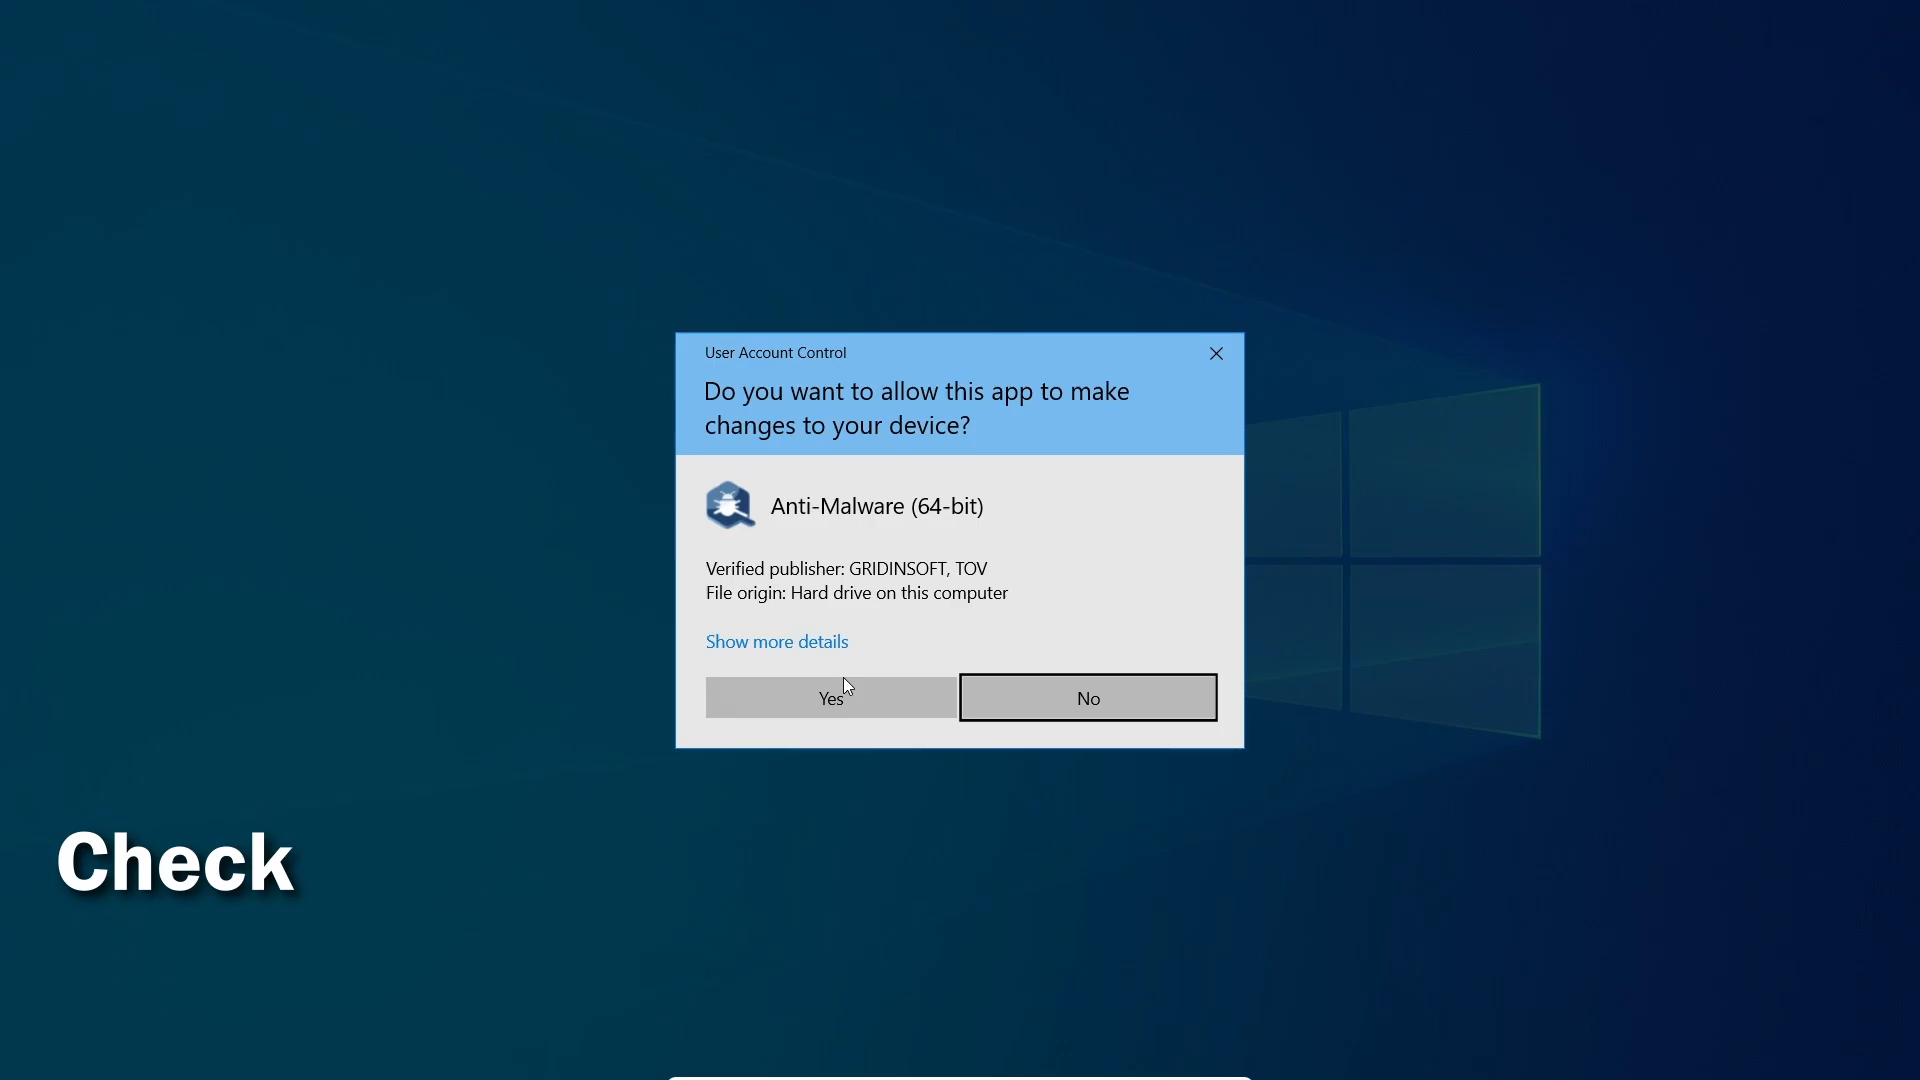 User Account Control
Do you want to allow this app to make
changes to your device?
Anti-Malware (64-bit)
Verified publisher: GRIDINSOFT, TOV
File origin: Hard drive on this computer
Show more details
Yes
No
Check